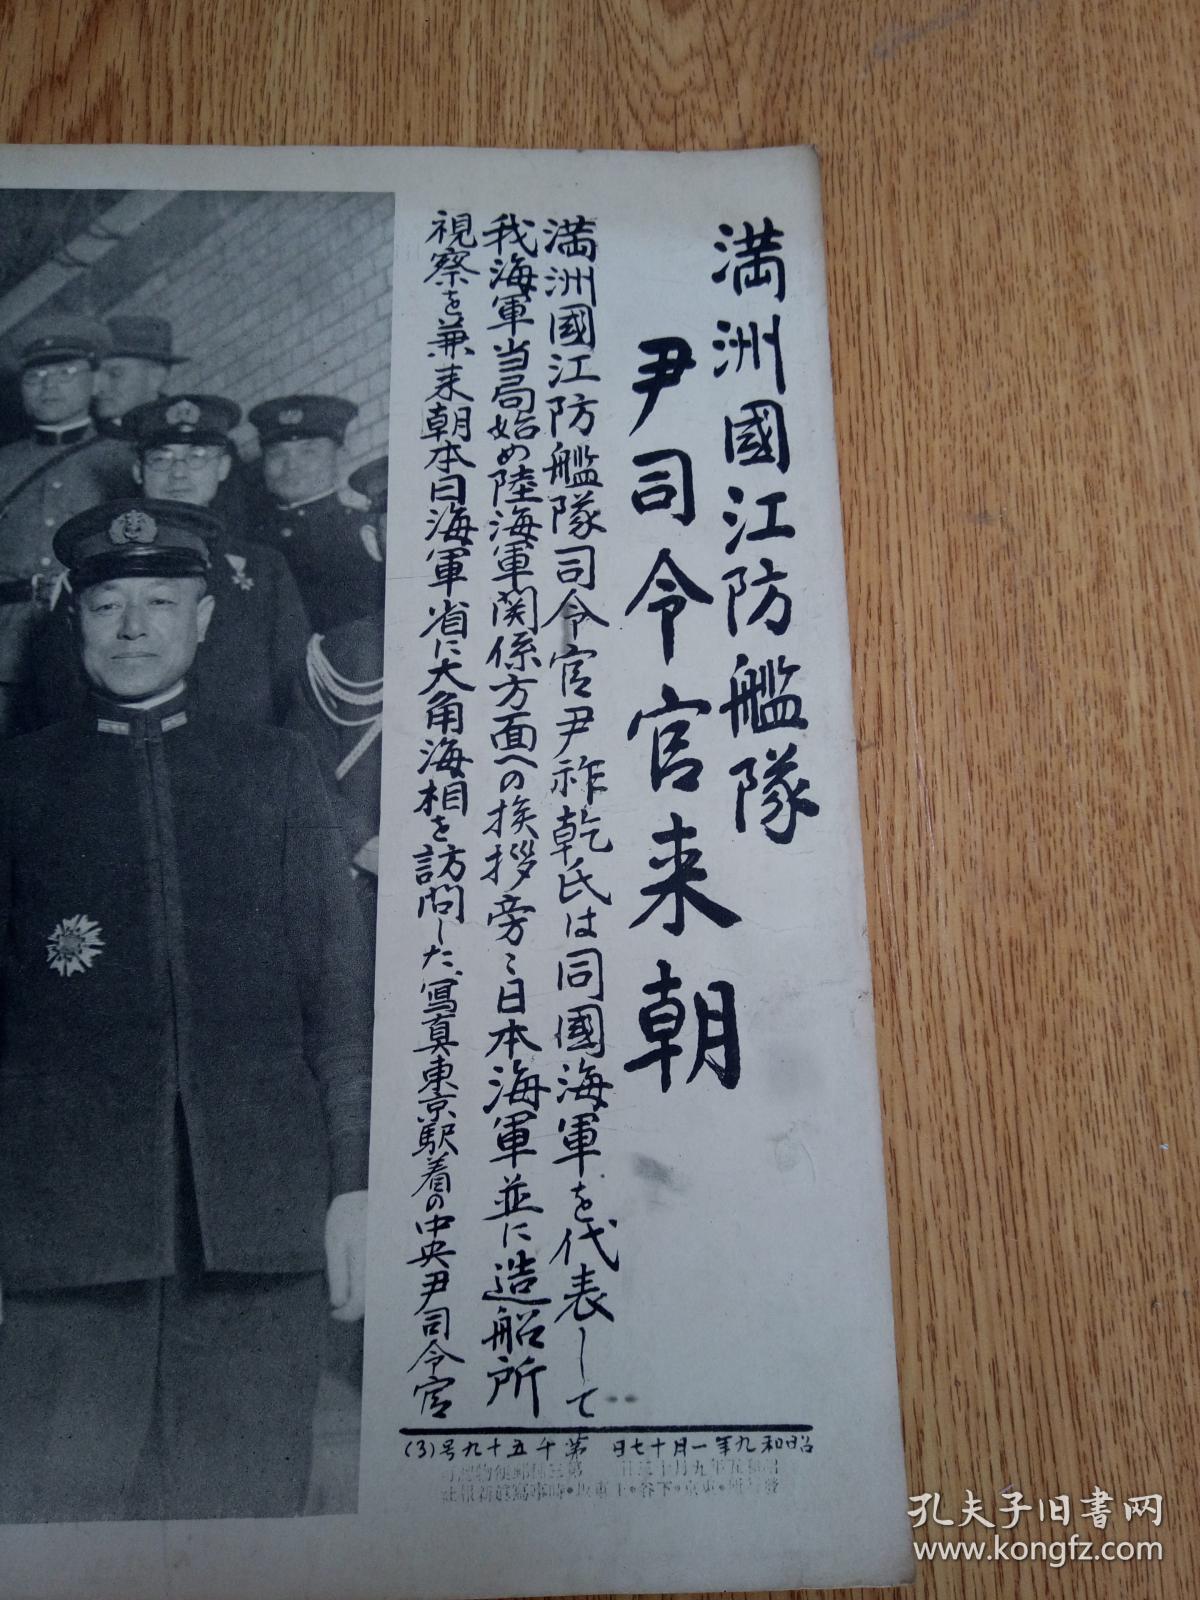 満洲國江防艦隊
尹司令官来朝
満洲國江防艦隊司令官尹祚乾氏は同國海軍を代表して
我海軍当局始め陸海軍関係方面への挨拶旁々日本海軍並に造船所
視察を兼来朝本日海軍省に大角海相を訪問した、写真東京駅着の中央尹司令官
昭和九年一月十七日 第千五十九号(3)
孔夫子旧书网
www.kongfz.com